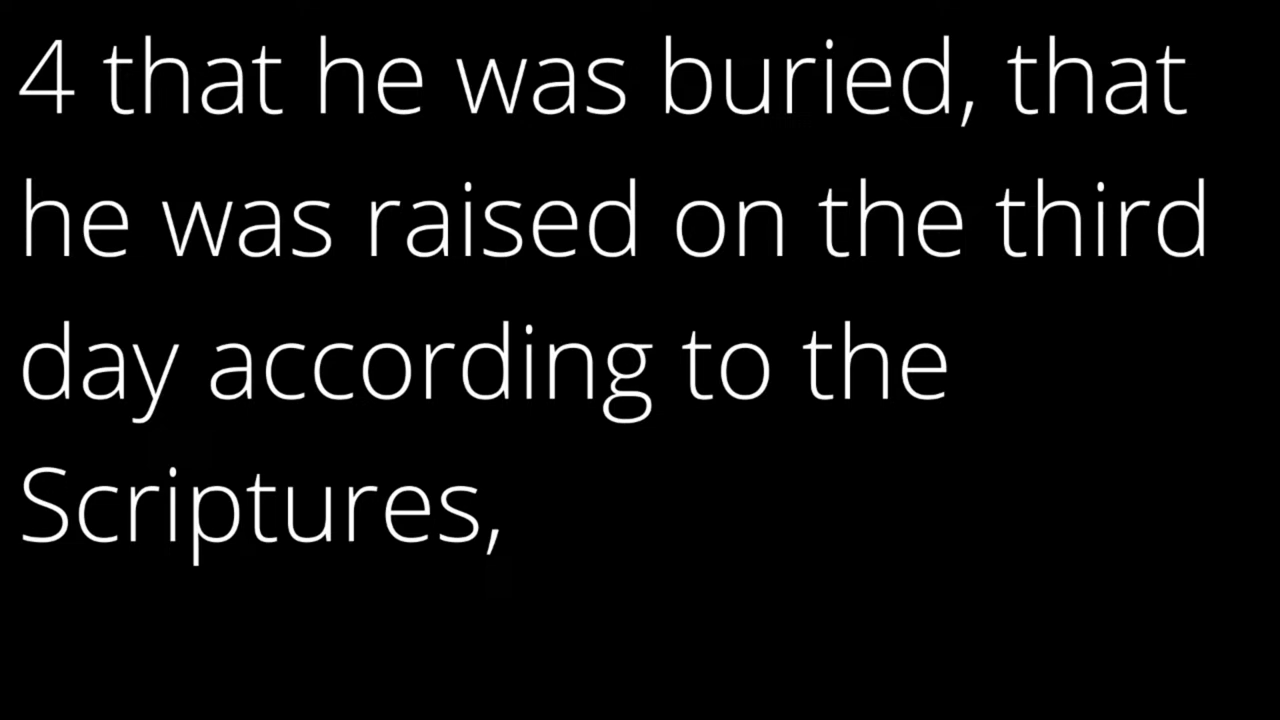 4 that he was buried, that
he was raised on the third
day according to the
Scriptures,